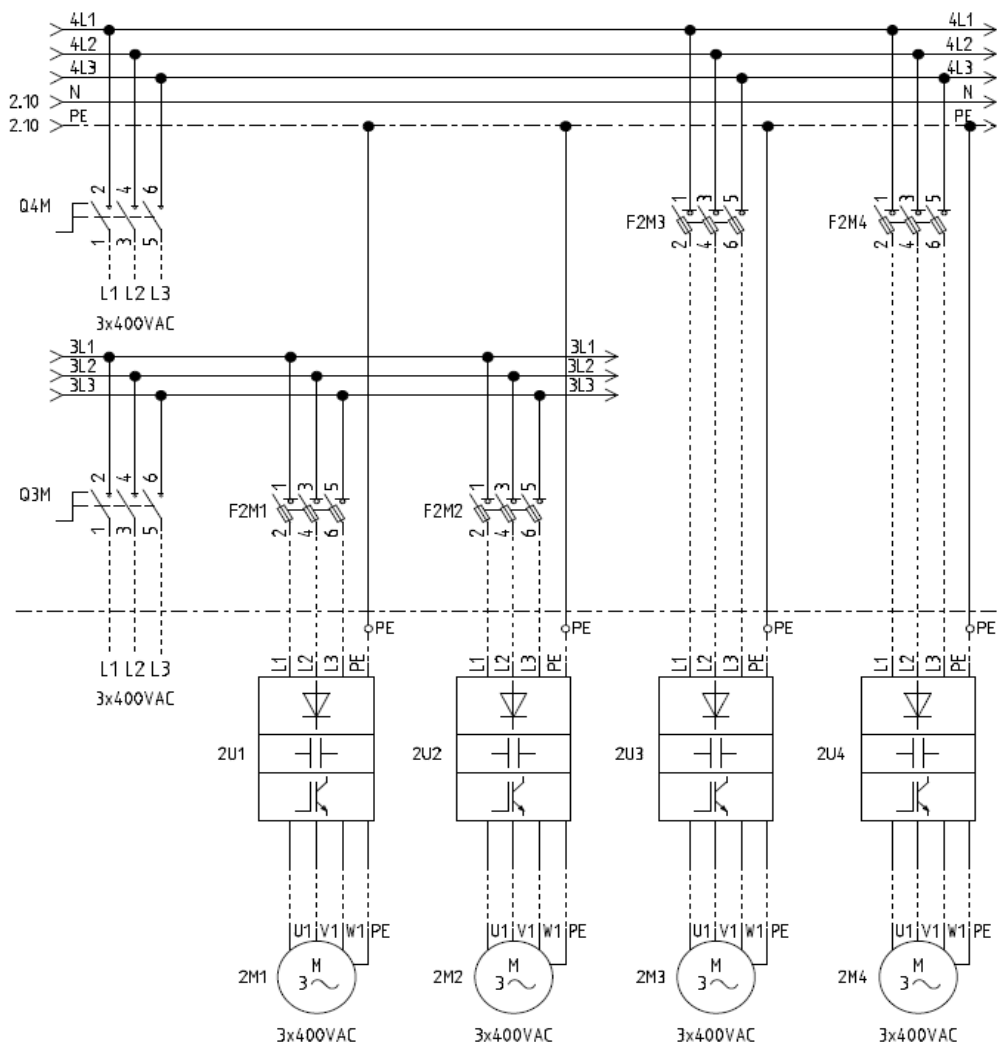 4L1 4L1
4L2 4L2
4L3 4L3
2.10 N N
2.10 PE PE
2 4 6 1 3 5 1 3 5
Q4M F2M3 F2M4
1 3 5 2 4 6 2 4 6
L1 L2 L3
3x400VAC
3L1 3L1
3L2 3L2
3L3 3L3
2 4 6 1 3 5 1 3 5
Q3M F2M1 F2M2
1 3 5 2 4 6 2 4 6
PE PE PE PE
L1 L2 L3 L1 L2 L3 PE L1 L2 L3 PE L1 L2 L3 PE L1 L2 L3 PE
3x400VAC
2U1 2U2 2U3 2U4
U1 V1 W1 PE U1 V1 W1 PE U1 V1 W1 PE U1 V1 W1 PE
M M M M
2M1 3 2M2 3 2M3 3 2M4 3
3x400VAC 3x400VAC 3x400VAC 3x400VAC